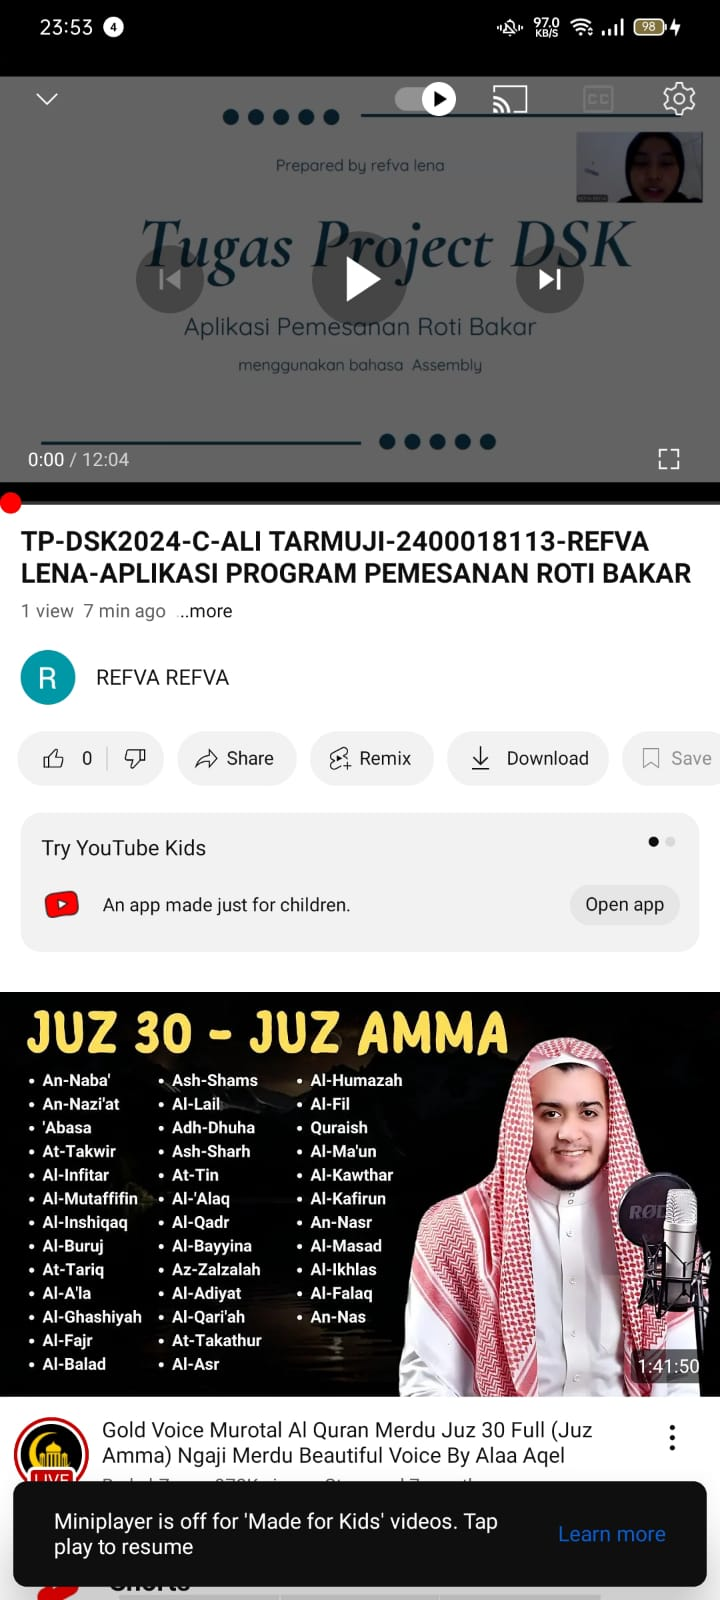 23:53 4 97.0 KB/S 98
CC
Prepared by refva lena
Tugas Project DSK
Aplikasi Pemesanan Roti Bakar
menggunakan bahasa Assembly
0:00 / 12:04
TP-DSK2024-C-ALI TARMUJI-2400018113-REFVA
LENA-APLIKASI PROGRAM PEMESANAN ROTI BAKAR
1 view 7 min ago ...more
R REFVA REFVA
0 Share Remix Download Save
Try YouTube Kids
An app made just for children. Open app
JUZ 30 - JUZ AMMA
• An-Naba'
• An-Nazi'at
• 'Abasa
• At-Takwir
• Al-Infitar
• Al-Mutaffifin
• Al-Inshiqaq
• Al-Buruj
• At-Tariq
• Al-A'la
• Al-Ghashiyah
• Al-Fajr
• Al-Balad
• Ash-Shams
• Al-Lail
• Adh-Dhuha
• Ash-Sharh
• At-Tin
• Al-'Alaq
• Al-Qadr
• Al-Bayyina
• Az-Zalzalah
• Al-Adiyat
• Al-Qari'ah
• At-Takathur
• Al-Asr
• Al-Humazah
• Al-Fil
• Quraish
• Al-Ma'un
• Al-Kawthar
• Al-Kafirun
• An-Nasr
• Al-Masad
• Al-Ikhlas
• Al-Falaq
• An-Nas
RØD
1:41:50
Gold Voice Murotal Al Quran Merdu Juz 30 Full (Juz
Amma) Ngaji Merdu Beautiful Voice By Alaa Aqel
LIVE
Miniplayer is off for 'Made for Kids' videos. Tap
play to resume
Learn more
Shorts